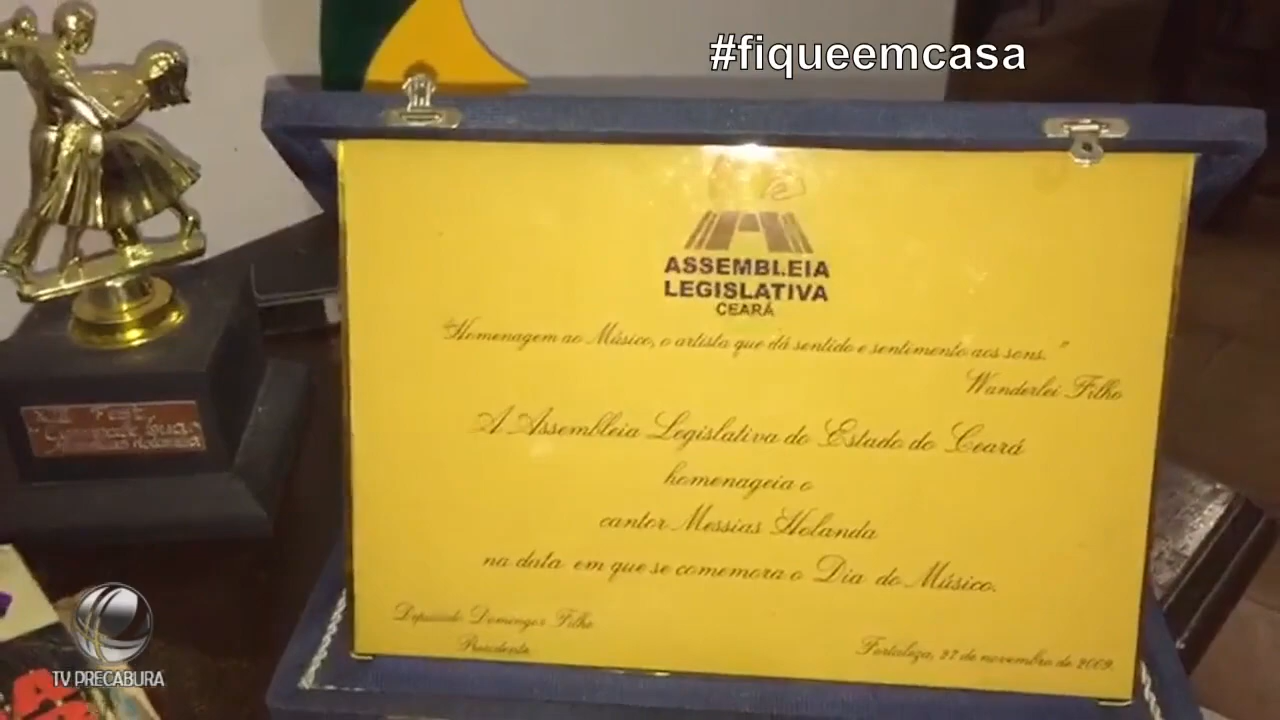 #fiqueemcasa
ASSEMBLEIA
LEGISLATIVA
CEARÁ
"Homenagem ao Músico, o artista que dá sentido e sentimento aos sons."
Wanderlei Filho
A Assembleia Legislativa do Estado do Ceará
homenageia o
cantor Messias Holanda
na data em que se comemora o Dia do Músico.
Deputado Domingos Filho
Presidente
Fortaleza, 27 de novembro de 2009.
TV PRECABURA